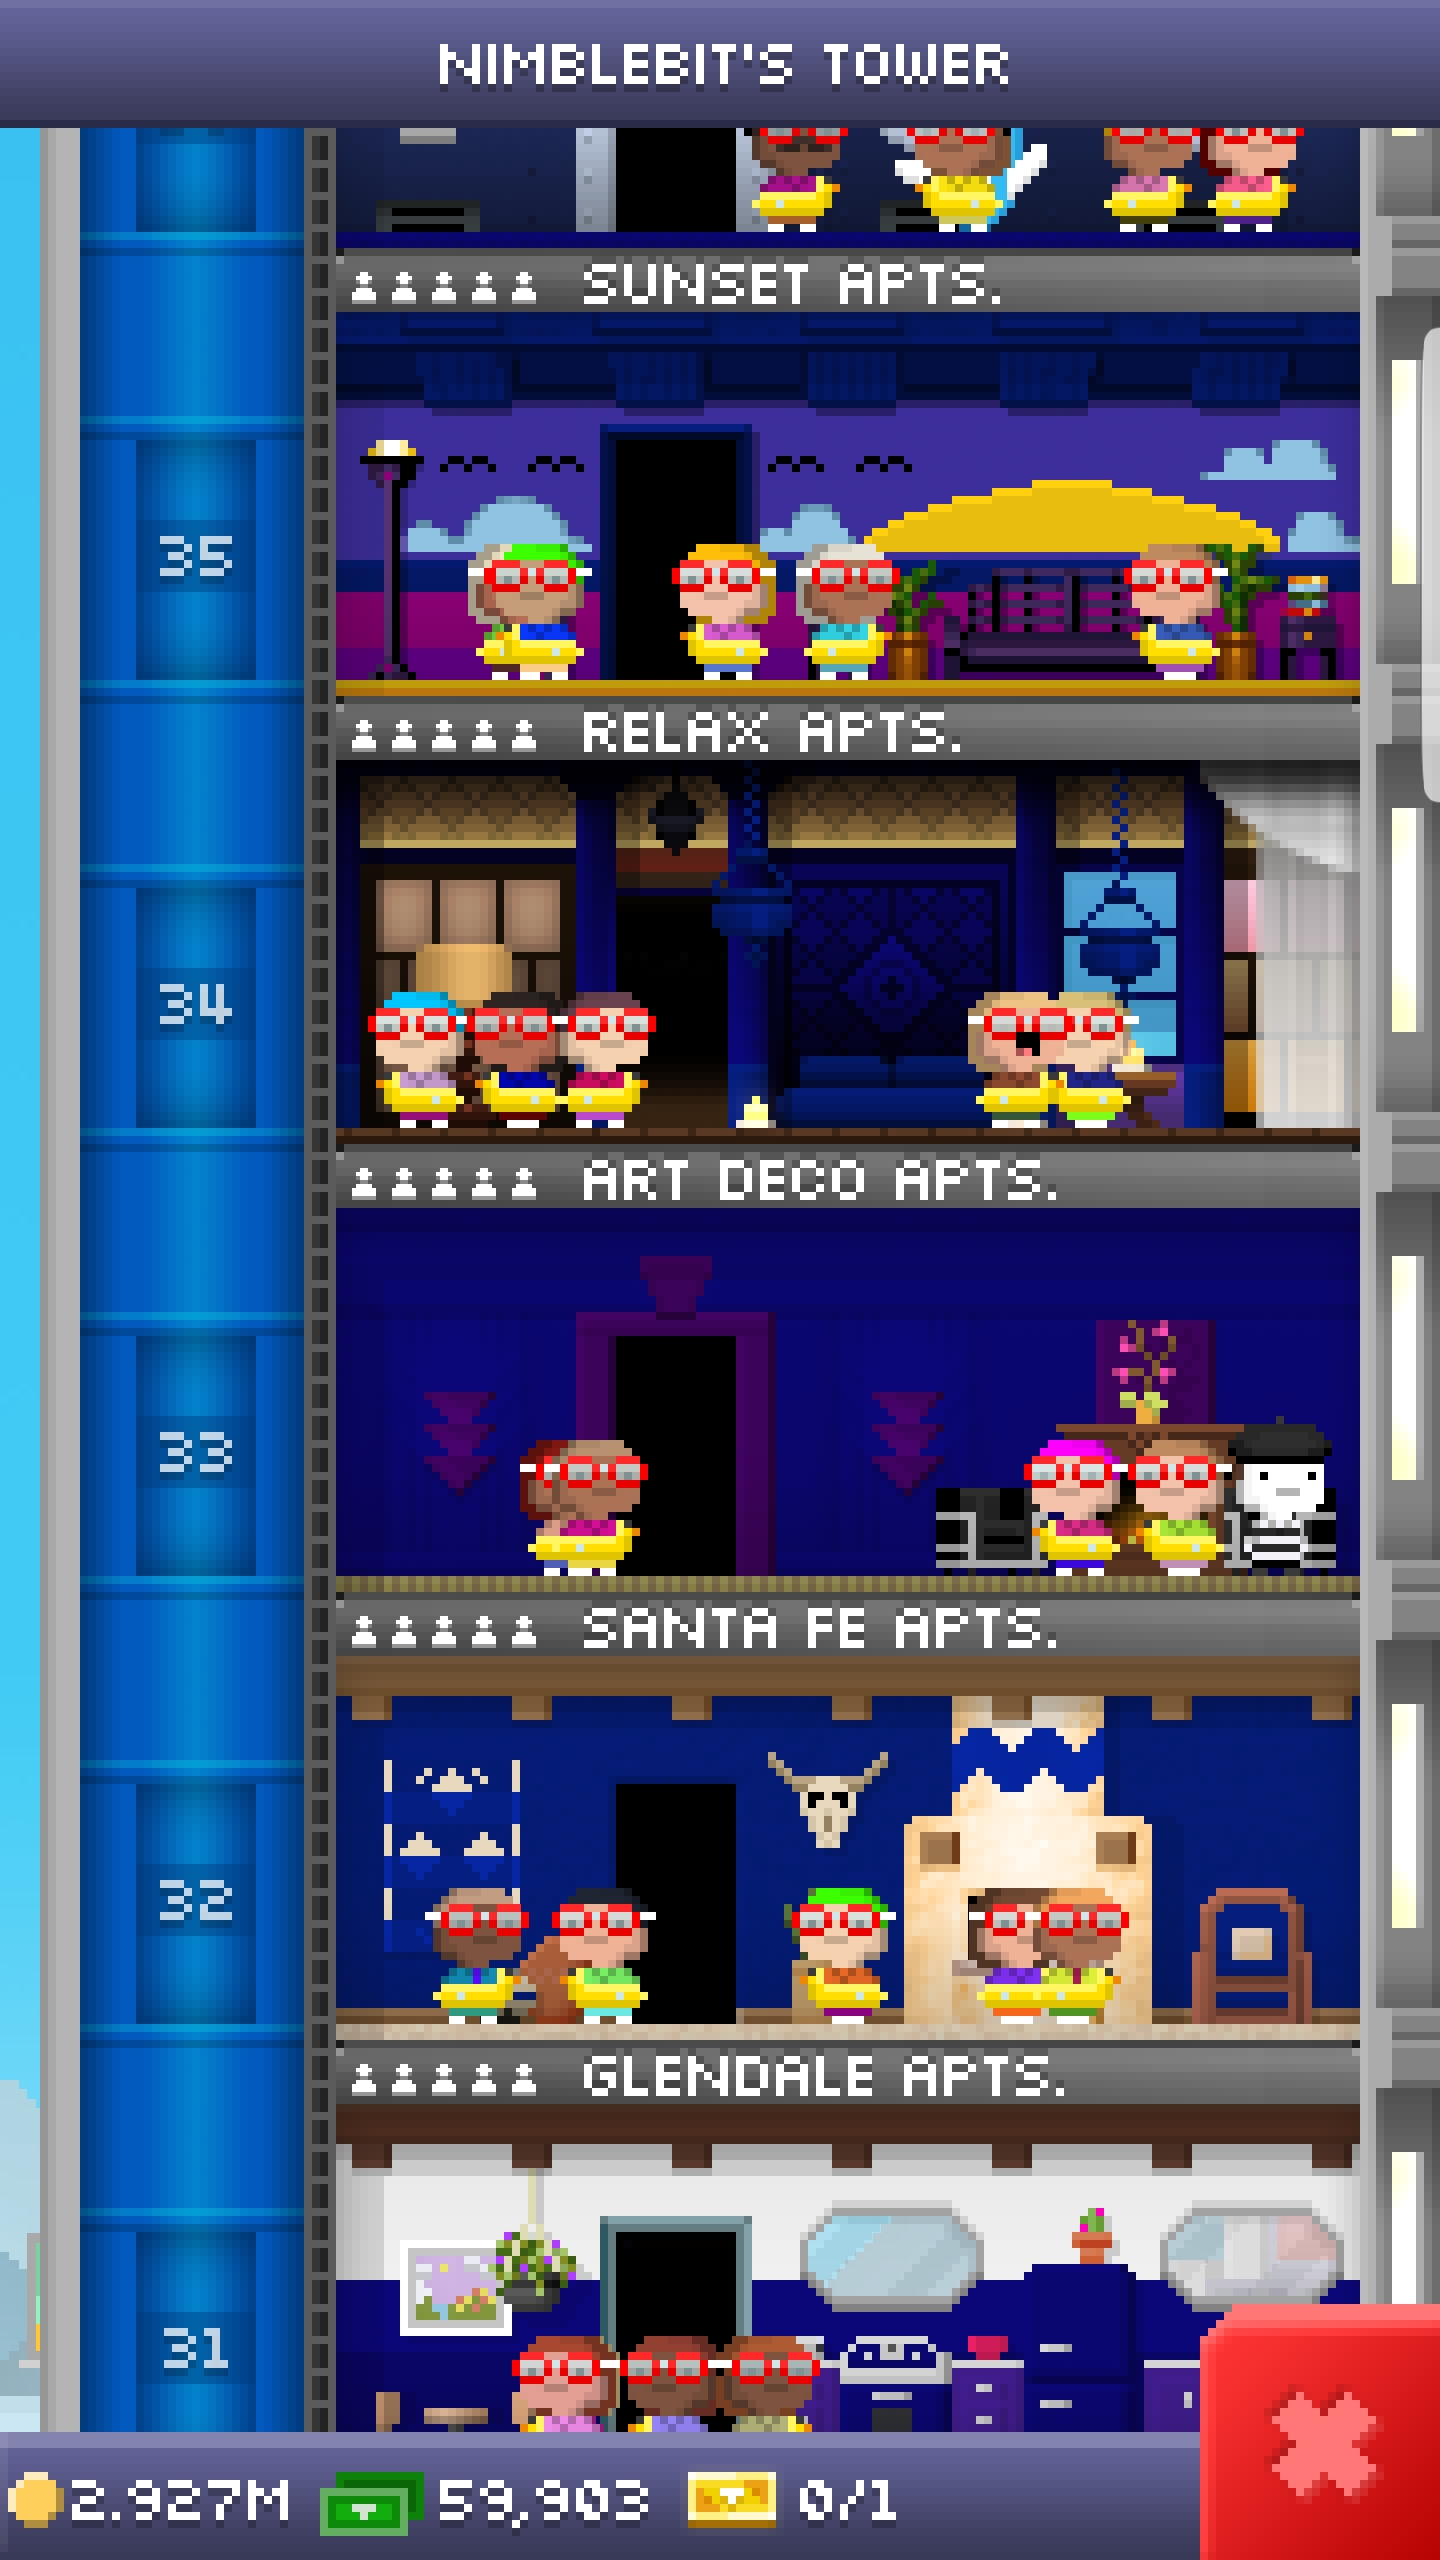 NIMBLEBIT'S TOWER
SUNSET APTS.
35
RELAX APTS.
34
ART DECO APTS.
33
SANTA FE APTS.
32
GLENDALE APTS.
31
2.927M 59,903 0/1